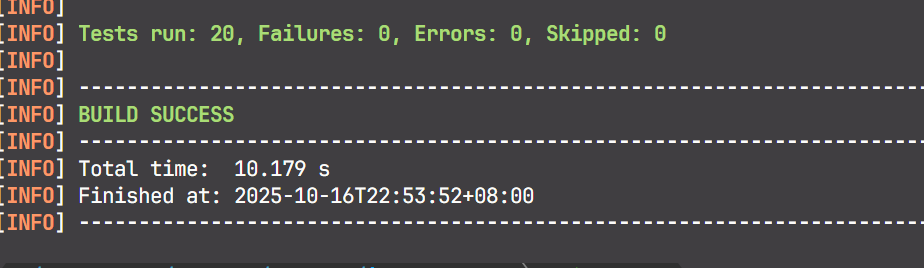 [INFO]
[INFO] Tests run: 20, Failures: 0, Errors: 0, Skipped: 0
[INFO]
[INFO] ------------------------------------------------------------------------
[INFO] BUILD SUCCESS
[INFO] ------------------------------------------------------------------------
[INFO] Total time:  10.179 s
[INFO] Finished at: 2025-10-16T22:53:52+08:00
[INFO] ------------------------------------------------------------------------